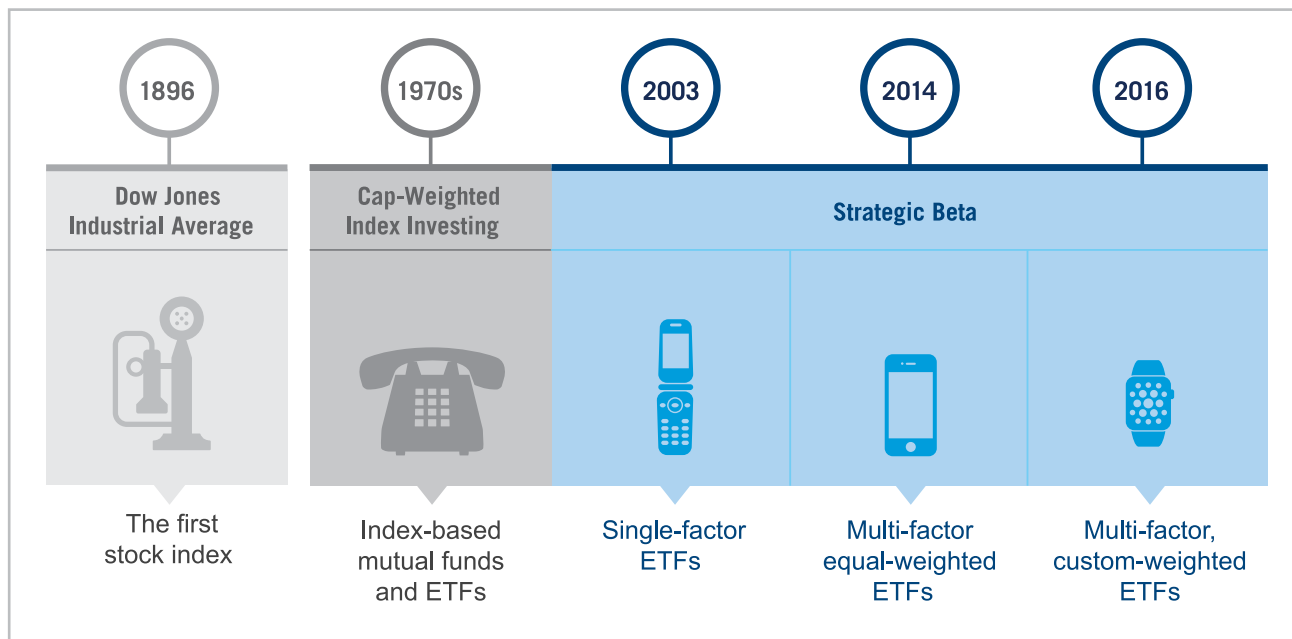 1896
1970s
2003
2014
2016
Dow Jones
Industrial Average
Cap-Weighted
Index Investing
Strategic Beta
The first
stock index
Index-based
mutual funds
and ETFs
Single-factor
ETFs
Multi-factor
equal-weighted
ETFs
Multi-factor,
custom-weighted
ETFs